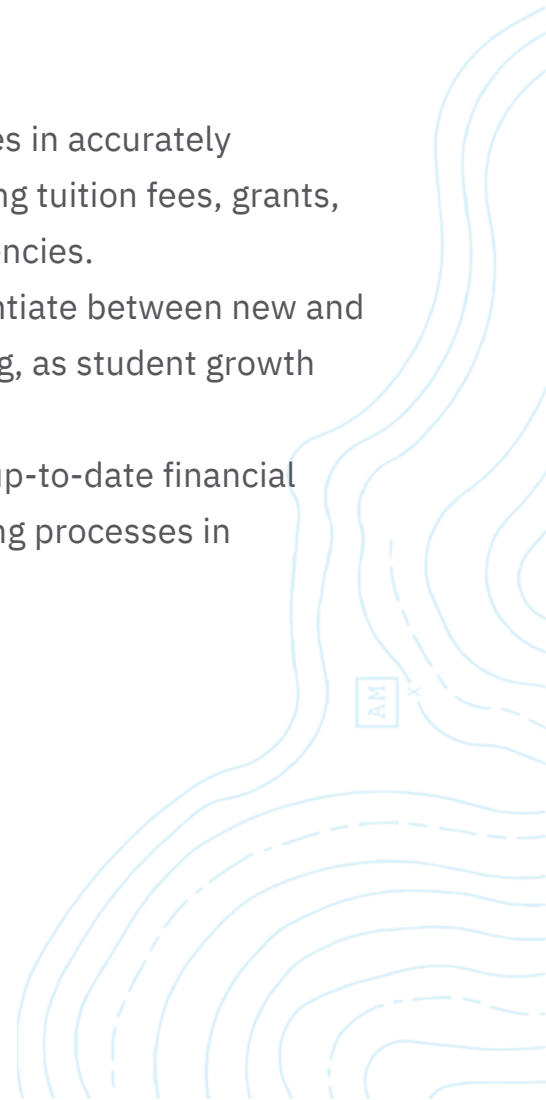 es in accurately
ng tuition fees, grants,
encies.
ntiate between new and
g, as student growth
up-to-date financial
ng processes in
AM
x